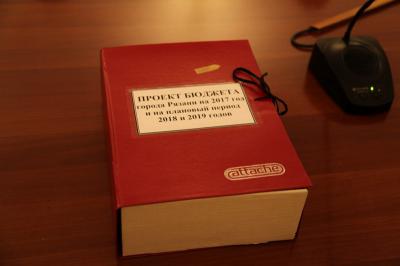 ПРОЕКТ БЮДЖЕТА
города Рязани на 2017 год
и на плановый период
2018 и 2019 годов
attache